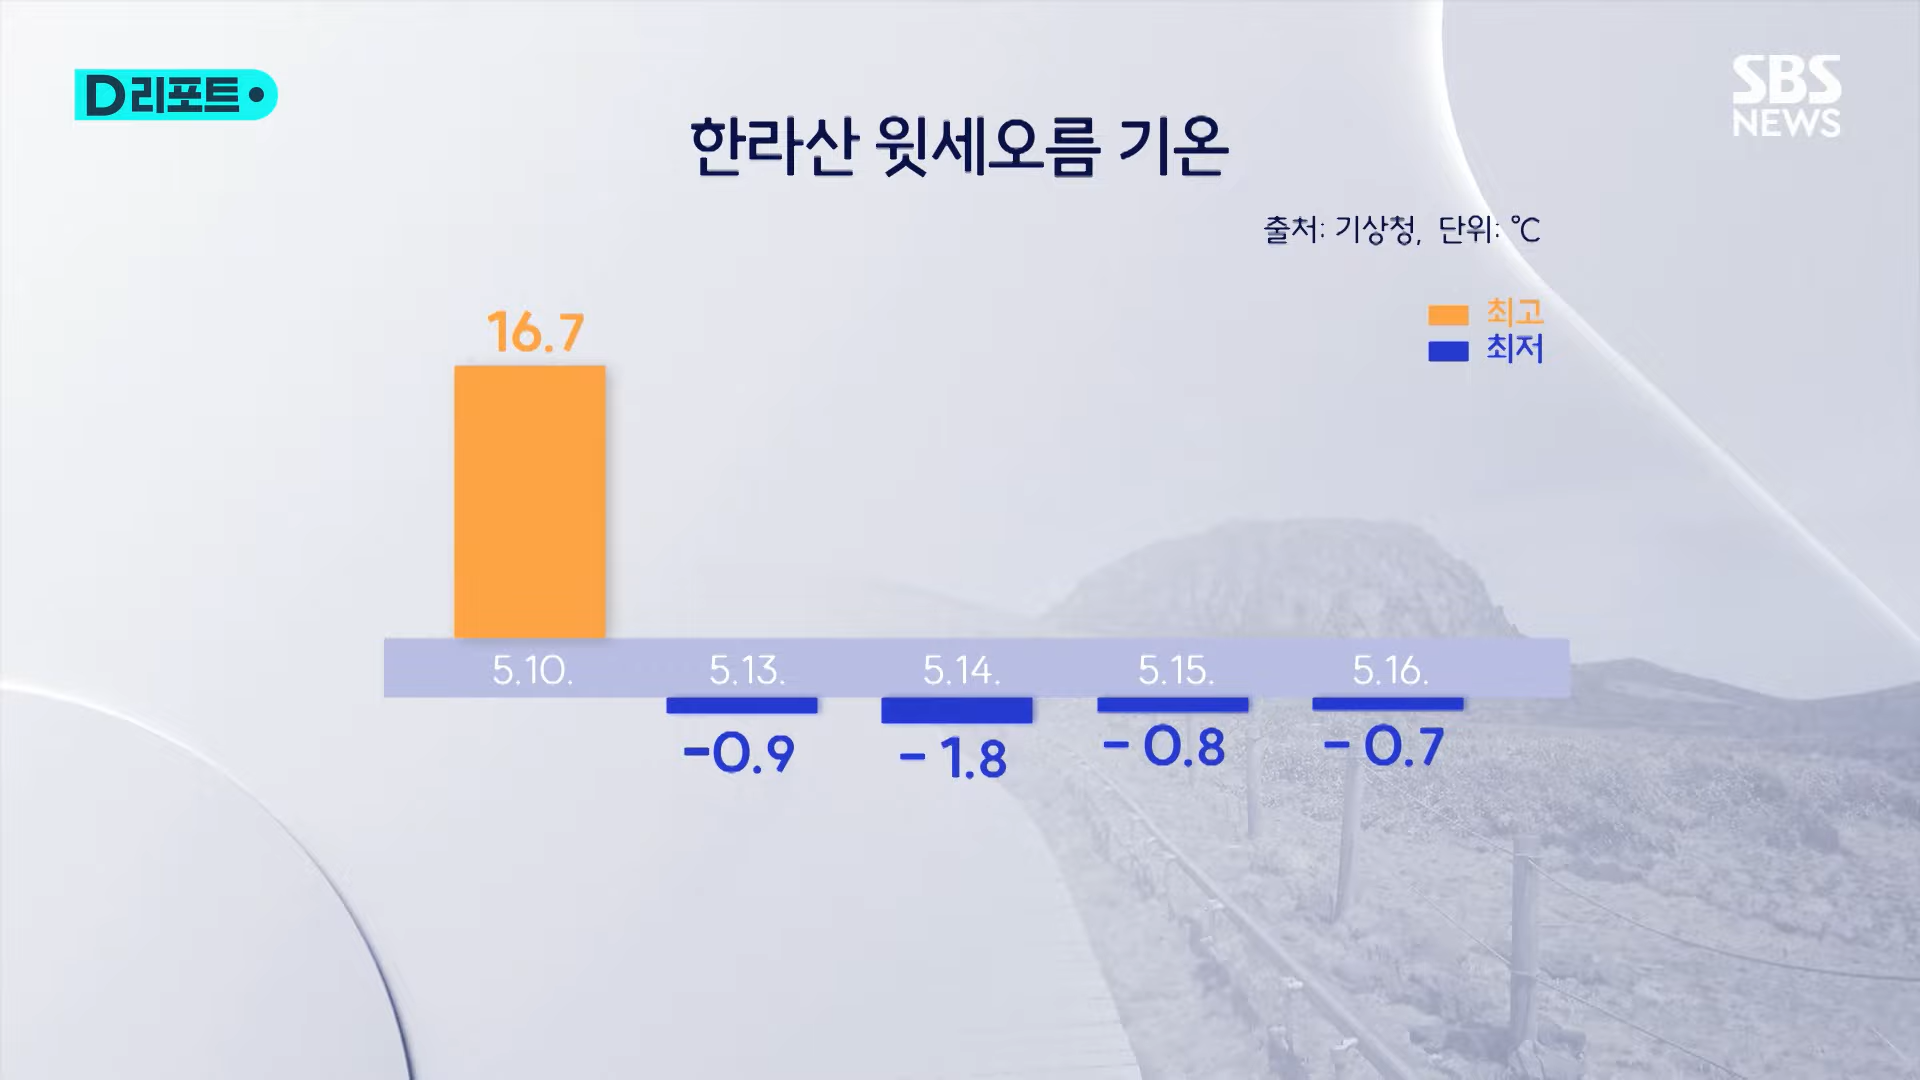 D리포트
SBS
NEWS
한라산 윗세오름 기온
출처: 기상청, 단위: ℃
최고
최저
16.7
5.10. 5.13. 5.14. 5.15. 5.16.
-0.9 - 1.8 - 0.8 - 0.7